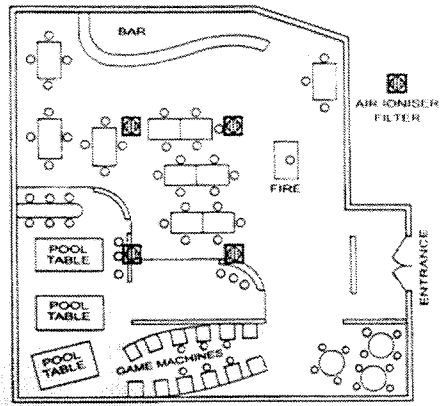 BAR
AIR IONISER
FILTER
FIRE
ENTRANCE
POOL
TABLE
POOL
TABLE
POOL
TABLE
GAME MACHINES